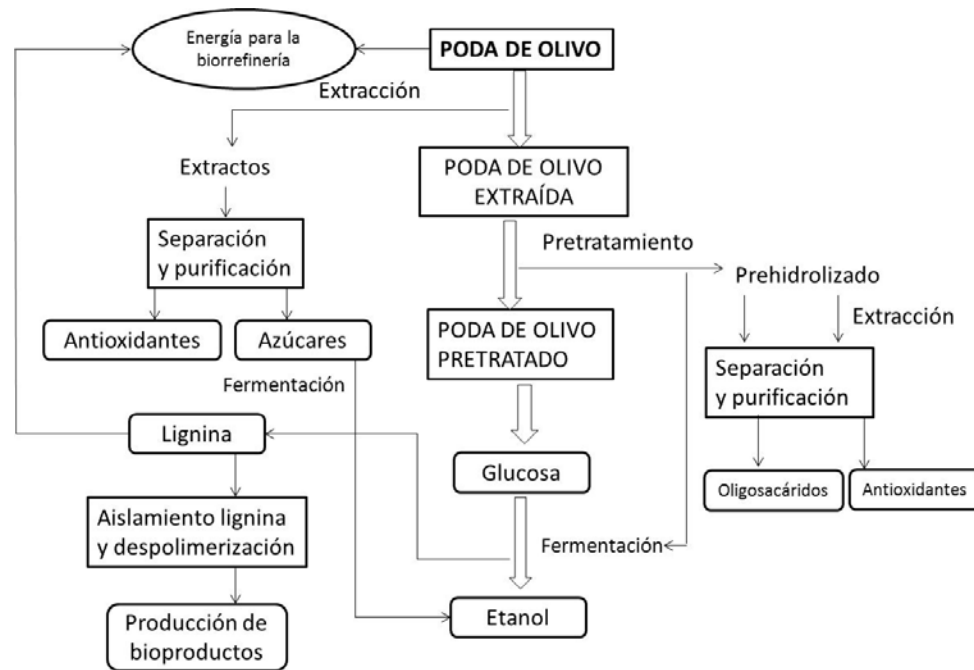 Energía para la
biorrefinería
PODA DE OLIVO
Extracción
Extractos
PODA DE OLIVO
EXTRAÍDA
Separación
y purificación
Pretratamiento
Prehidrolizado
Antioxidantes
Azúcares
PODA DE OLIVO
PRETRATADO
Extracción
Fermentación
Separación
y purificación
Lignina
Glucosa
Oligosacáridos
Antioxidantes
Aislamiento lignina
y despolimerización
Fermentación
Producción de
bioproductos
Etanol